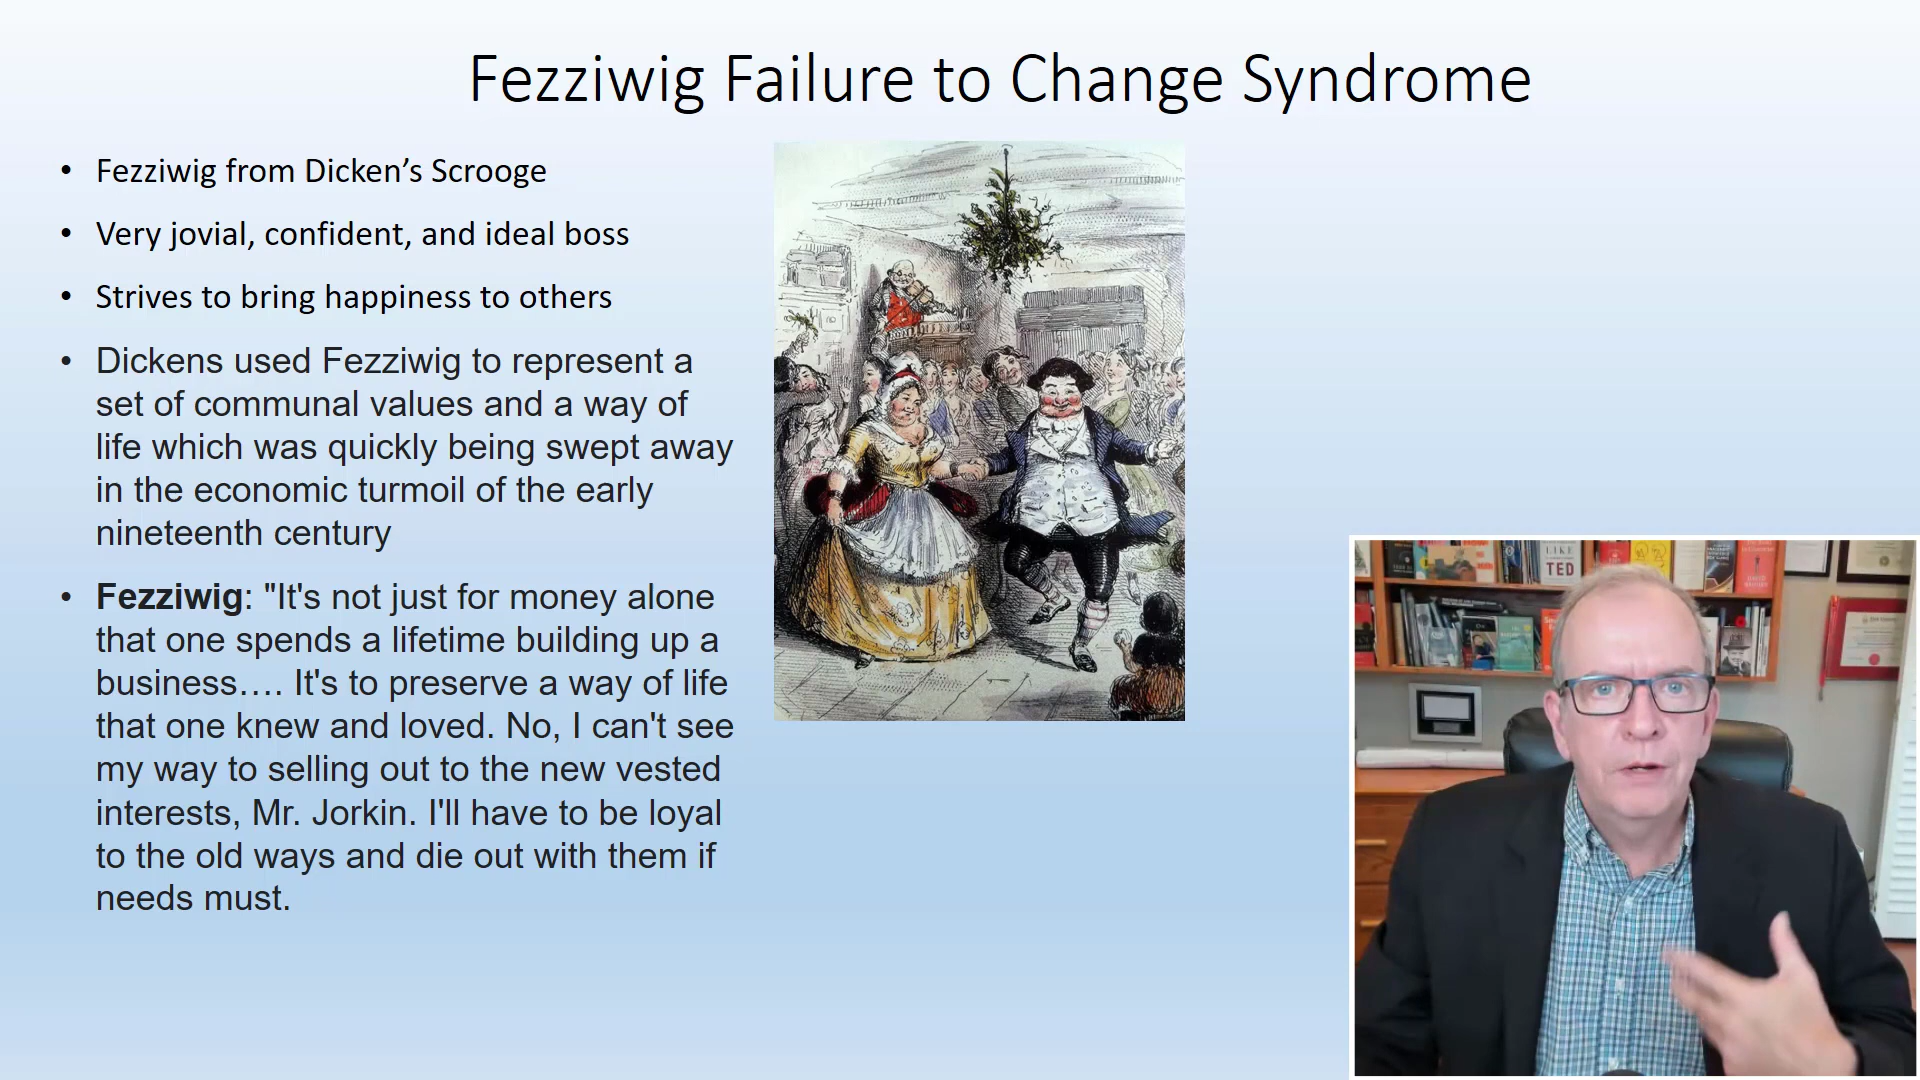 Fezziwig Failure to Change Syndrome
• Fezziwig from Dicken’s Scrooge
• Very jovial, confident, and ideal boss
• Strives to bring happiness to others
• Dickens used Fezziwig to represent a
set of communal values and a way of
life which was quickly being swept away
in the economic turmoil of the early
nineteenth century
• Fezziwig: "It's not just for money alone
that one spends a lifetime building up a
business…. It's to preserve a way of life
that one knew and loved. No, I can't see
my way to selling out to the new vested
interests, Mr. Jorkin. I'll have to be loyal
to the old ways and die out with them if
needs must.
LIKE
TED